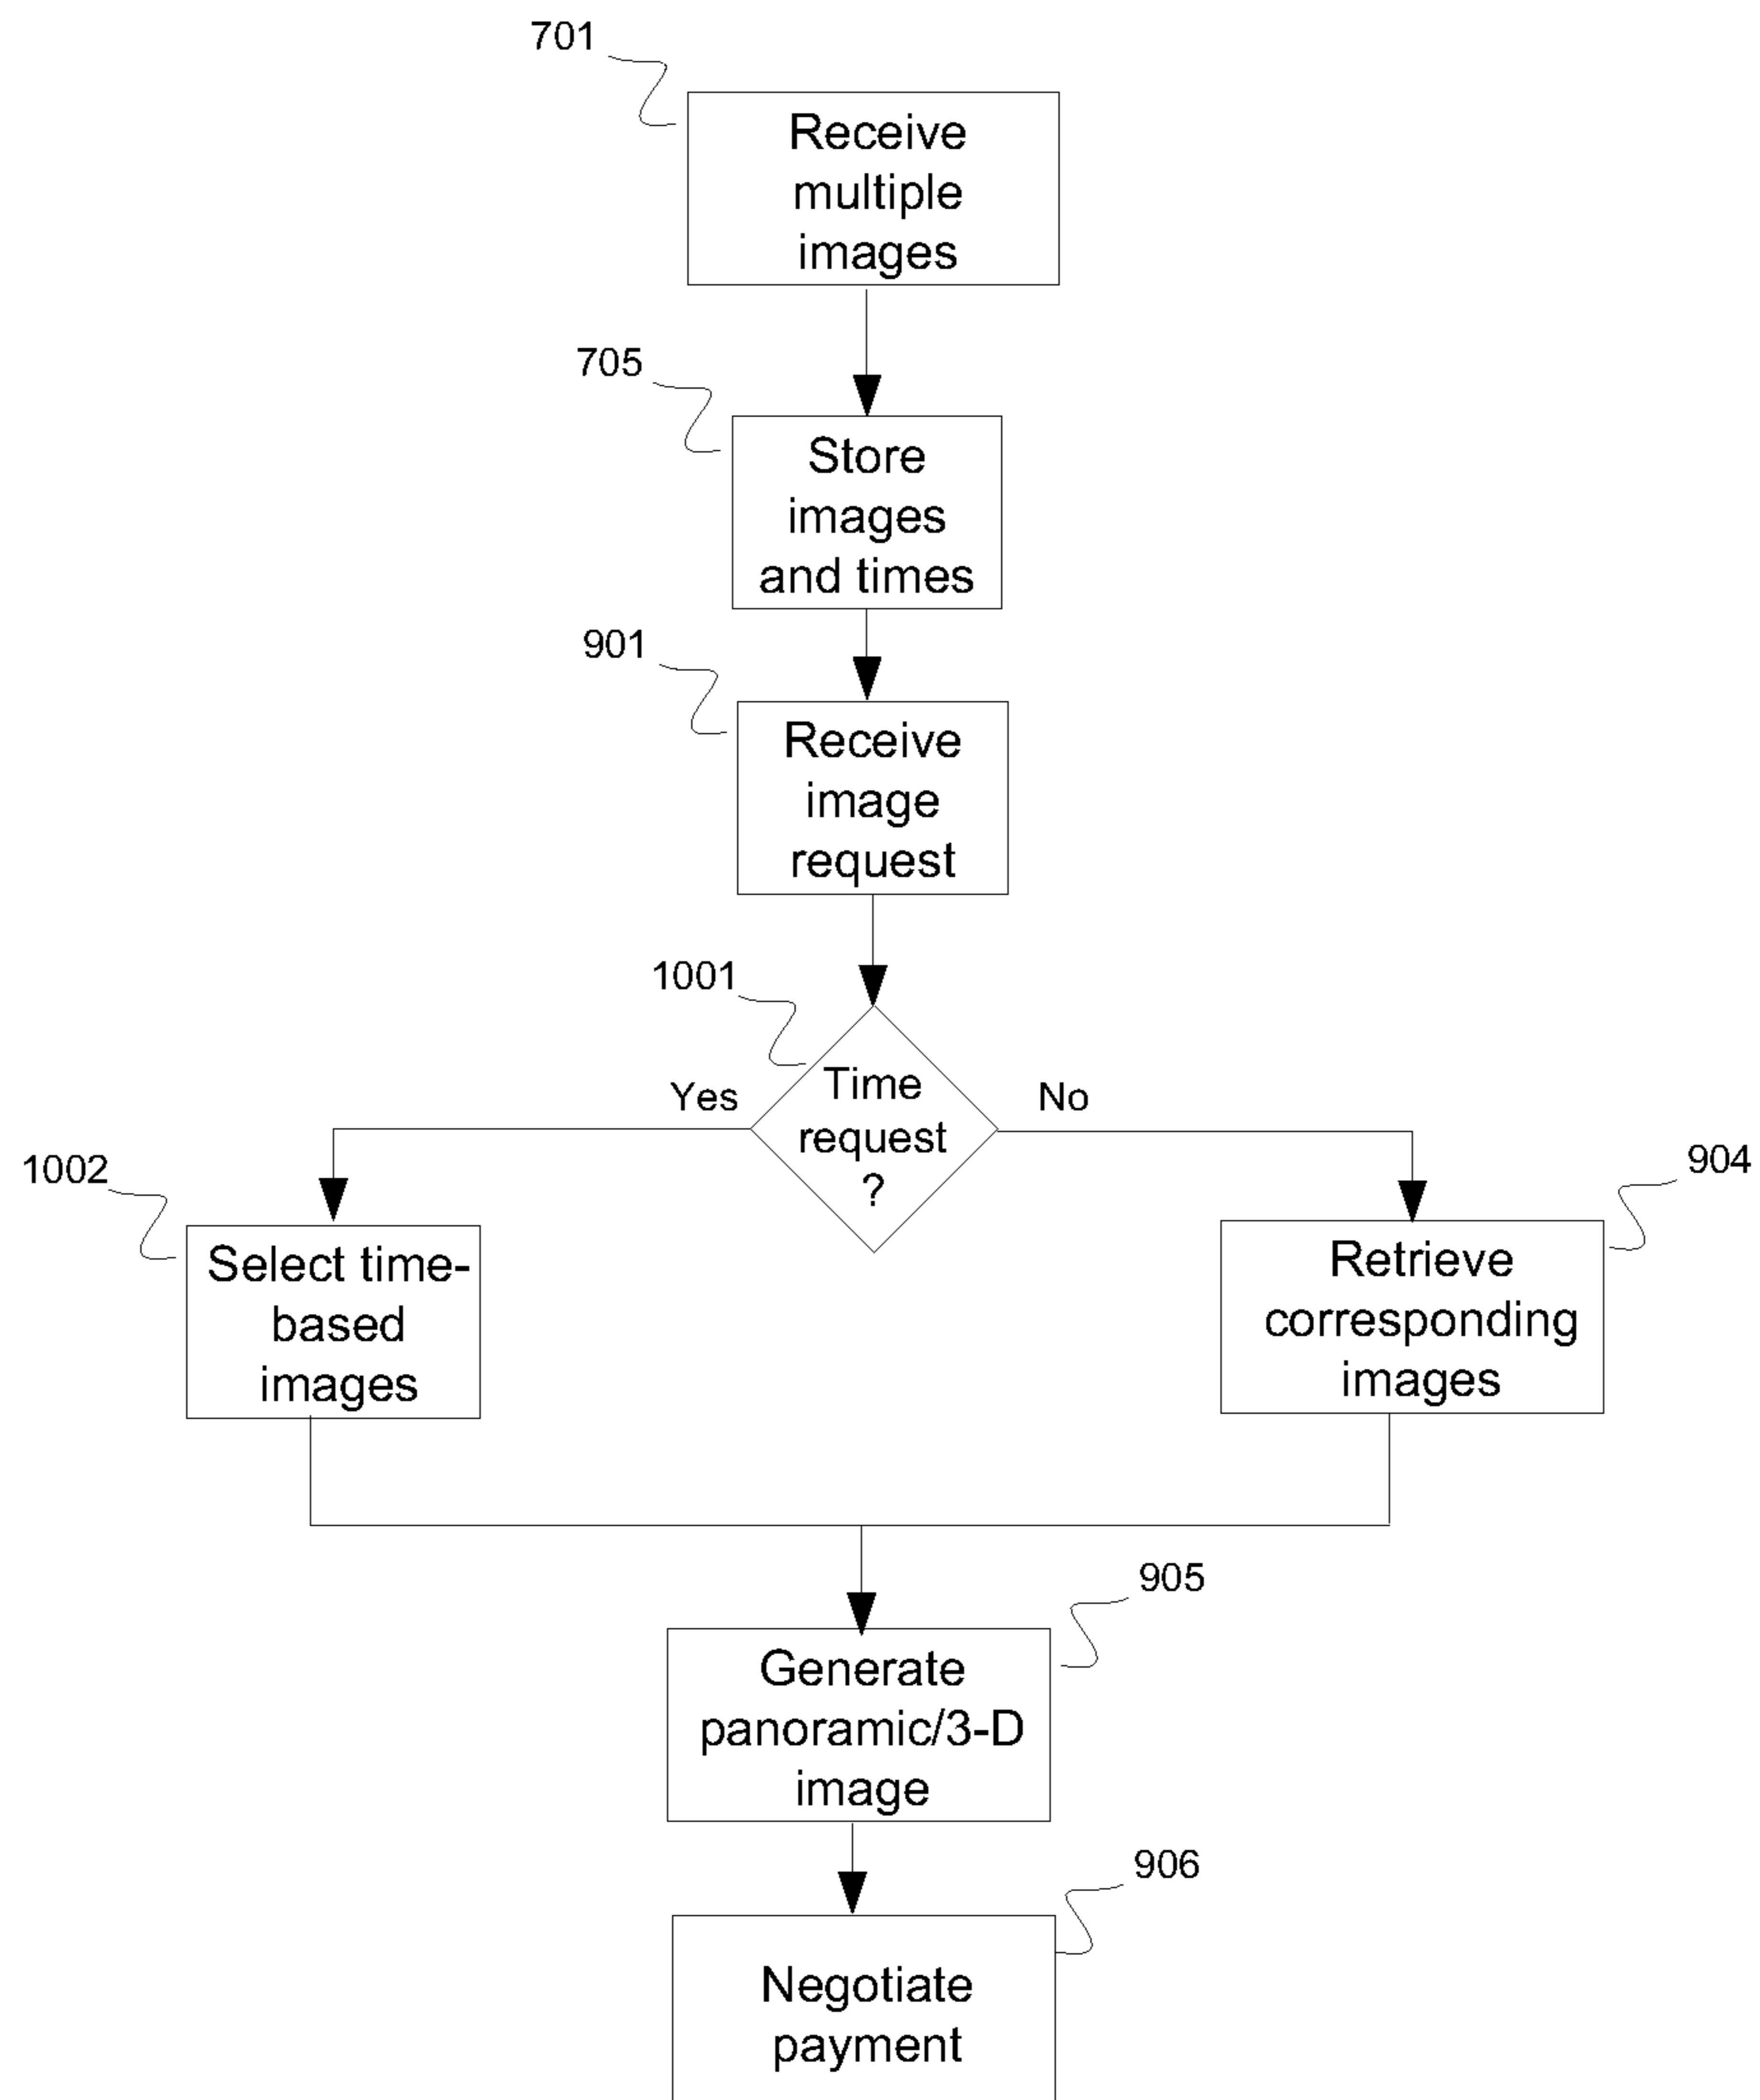 701
Receive
multiple
images
705
Store
images
and times
901
Receive
image
request
1001
Time
request
?
Yes
No
1002
Select time-
based
images
904
Retrieve
corresponding
images
905
Generate
panoramic/3-D
image
906
Negotiate
payment